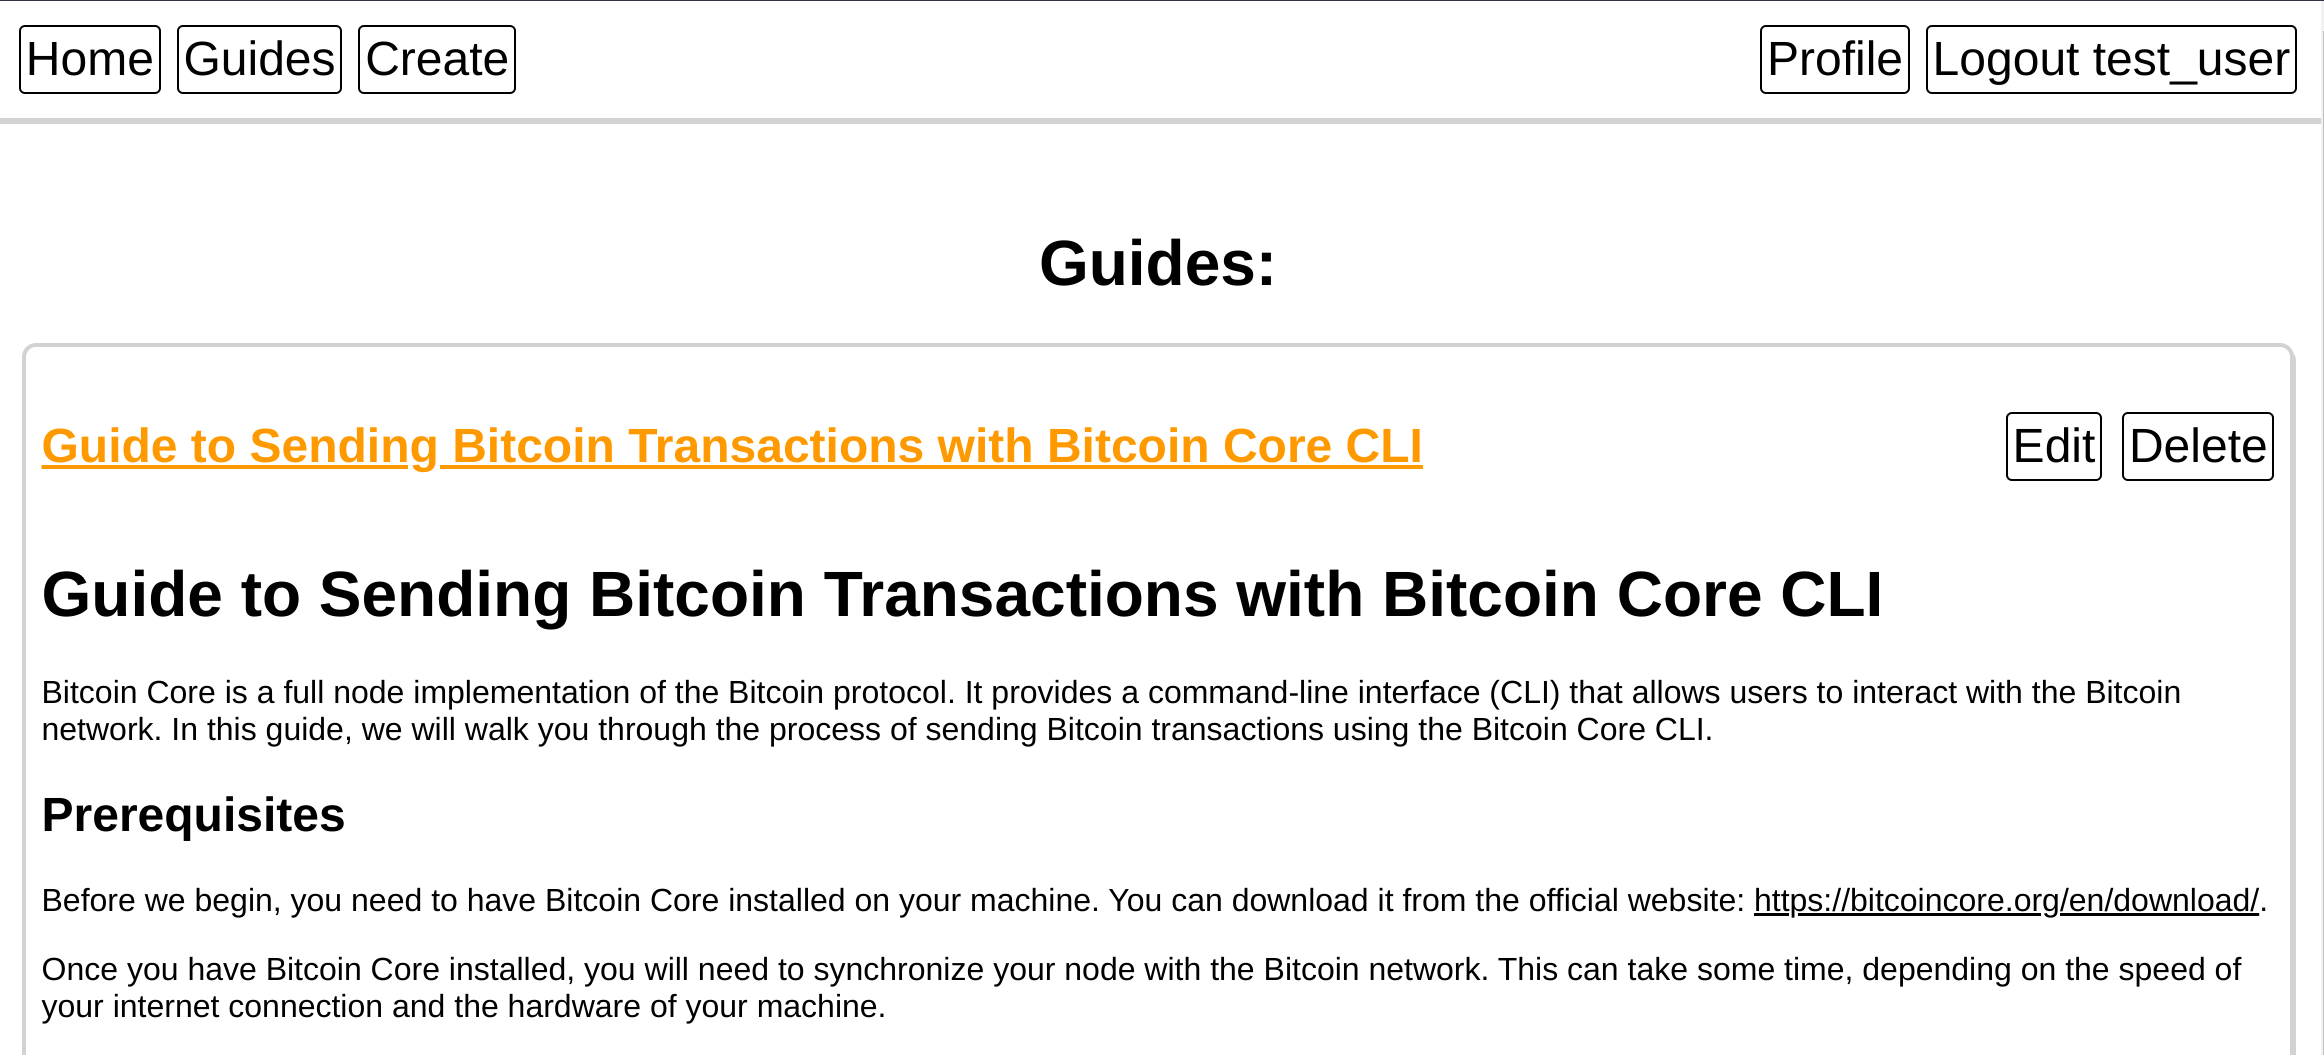 Home Guides Create Profile Logout test_user
Guides:
Guide to Sending Bitcoin Transactions with Bitcoin Core CLI Edit Delete
Guide to Sending Bitcoin Transactions with Bitcoin Core CLI
Bitcoin Core is a full node implementation of the Bitcoin protocol. It provides a command-line interface (CLI) that allows users to interact with the Bitcoin
network. In this guide, we will walk you through the process of sending Bitcoin transactions using the Bitcoin Core CLI.
Prerequisites
Before we begin, you need to have Bitcoin Core installed on your machine. You can download it from the official website: https://bitcoincore.org/en/download/.
Once you have Bitcoin Core installed, you will need to synchronize your node with the Bitcoin network. This can take some time, depending on the speed of
your internet connection and the hardware of your machine.